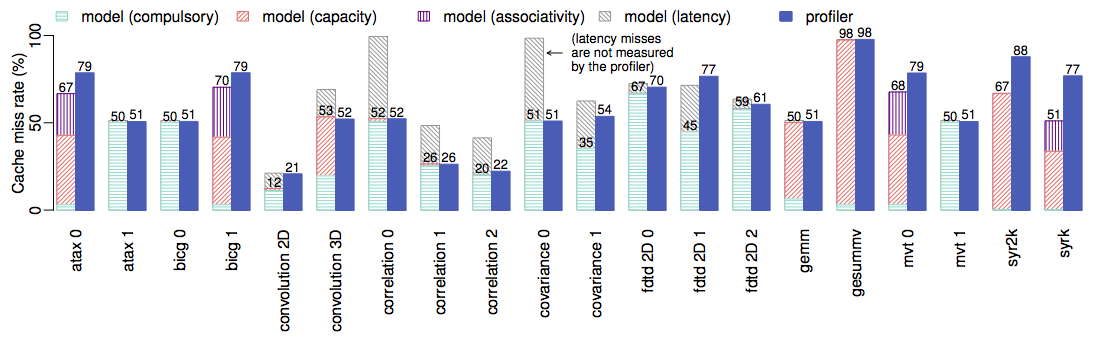 model (compulsory) model (capacity) model (associativity) model (latency) profiler
Cache miss rate (%)
100
50
0
(latency misses
are not measured
by the profiler)
67 79
50 51
50 51
70 79
12 21
53 52
52 52
26 26
20 22
51 51
35 54
67 70
45 77
59 61
50 51
98 98
68 79
50 51
67 88
51 77
atax 0
atax 1
bicg 0
bicg 1
convolution 2D
convolution 3D
correlation 0
correlation 1
correlation 2
covariance 0
covariance 1
fdtd 2D 0
fdtd 2D 1
fdtd 2D 2
gemm
gesummv
mvt 0
mvt 1
syr2k
syrk